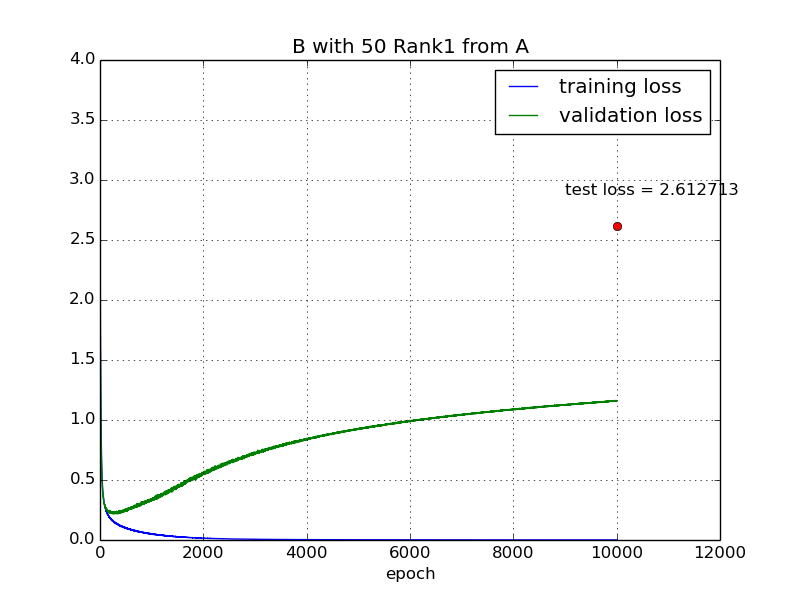 B with 50 Rank1 from A
4.0
3.5
3.0
2.5
2.0
1.5
1.0
0.5
0.0
training loss
validation loss
test loss = 2.612713
0 2000 4000 6000 8000 10000 12000
epoch